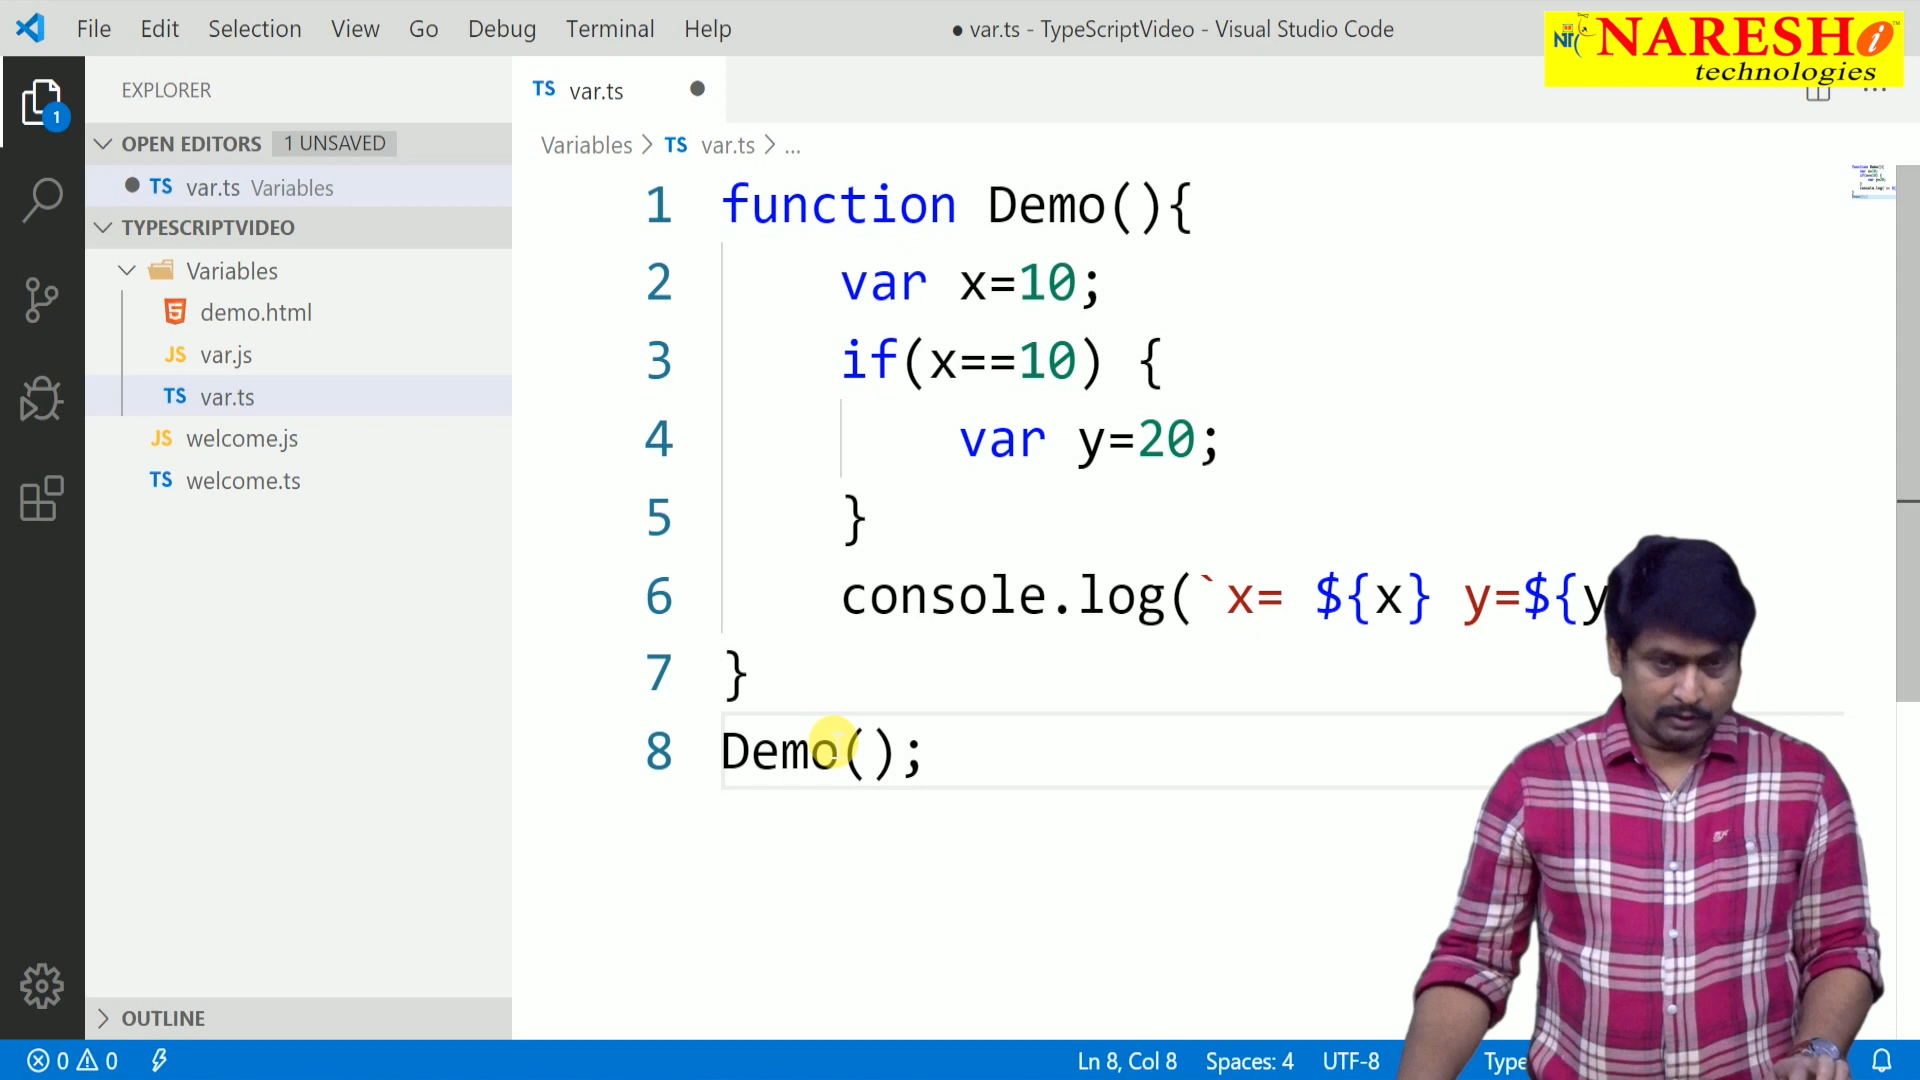 File Edit Selection View Go Debug Terminal Help
● var.ts - TypeScriptVideo - Visual Studio Code
NT NARESH i
technologies
EXPLORER
TS var.ts
1
OPEN EDITORS 1 UNSAVED
Variables > TS var.ts > ...
TS var.ts Variables
TYPESCRIPTVIDEO
Variables
demo.html
JS var.js
TS var.ts
JS welcome.js
TS welcome.ts
1 function Demo(){
2 var x=10;
3 if(x==10) {
4 var y=20;
5 }
6 console.log(`x= ${x} y=${y
7 }
8 Demo();
OUTLINE
0 0
Ln 8, Col 8 Spaces: 4 UTF-8 Type